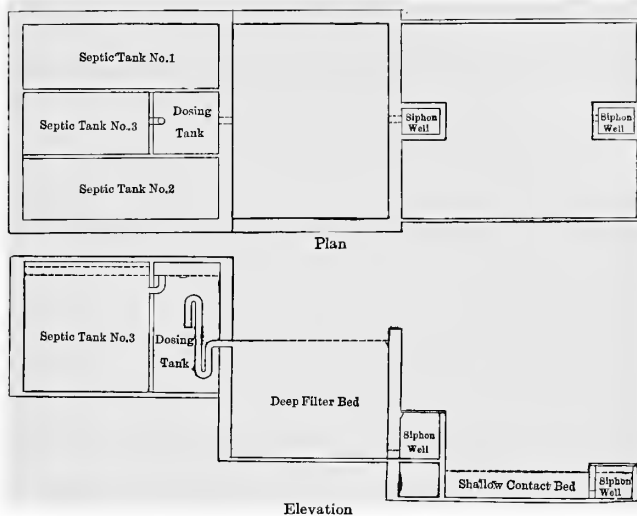 Septic Tank No.1
Septic Tank No.3
Dosing
Tank
Siphon
Well
Siphon
Well
Septic Tank No.2
Plan
Septic Tank No.3
Dosing
Tank
Deep Filter Bed
Siphon
Well
Shallow Contact Bed
Siphon
Well
Elevation